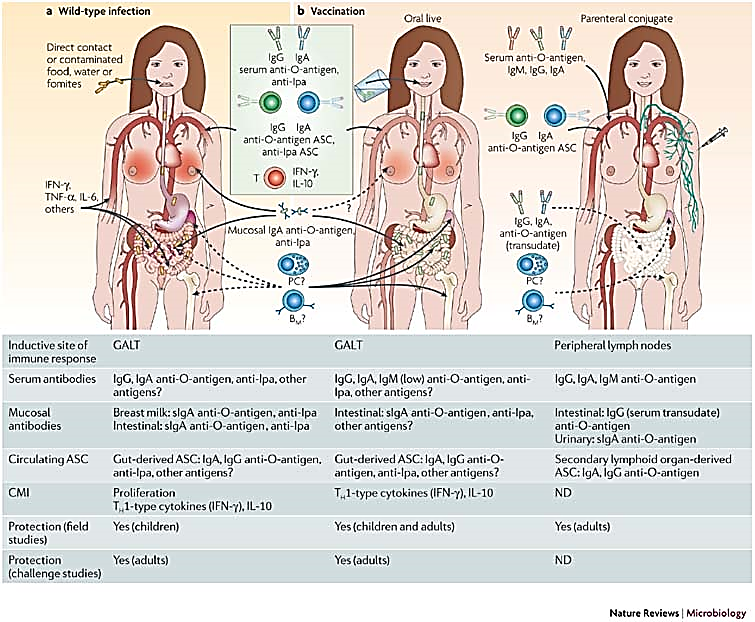 a Wild-type infection
b Vaccination
Oral live
Parenteral conjugate
Direct contact
or contaminated
food, water or
fomites
IgG IgA
serum anti-O-antigen,
anti-Ipa
IgG IgA
anti-O-antigen ASC,
anti-Ipa ASC
T
IFN-γ,
IL-10
Serum anti-O-antigen,
IgM, IgG, IgA
IgG IgA
anti-O-antigen ASC
IFN-γ,
TNF-α, IL-6,
others
?
Mucosal IgA anti-O-antigen,
anti-Ipa
PC?
BM?
IgG, IgA,
anti-O-antigen
(transudate)
PC?
BM?
Inductive site of
immune response
GALT
GALT
Peripheral lymph nodes
Serum antibodies
IgG, IgA anti-O-antigen, anti-Ipa, other
antigens?
IgG, IgA, IgM (low) anti-O-antigen, anti-
Ipa, other antigens?
IgG, IgA, IgM anti-O-antigen
Mucosal
antibodies
Breast milk: sIgA anti-O-antigen, anti-Ipa
Intestinal: sIgA anti-O-antigen, anti-Ipa
Intestinal: sIgA anti-O-antigen, anti-Ipa,
other antigens?
Intestinal: IgG (serum transudate)
anti-O-antigen
Urinary: sIgA anti-O-antigen
Circulating ASC
Gut-derived ASC: IgA, IgG anti-O-antigen,
anti-Ipa, other antigens?
Gut-derived ASC: IgA, IgG anti-O-
antigen, anti-Ipa, other antigens?
Secondary lymphoid organ-derived
ASC: IgA, IgG anti-O-antigen
CMI
Proliferation
TH1-type cytokines (IFN-γ), IL-10
TH1-type cytokines (IFN-γ), IL-10
ND
Protection (field
studies)
Yes (children)
Yes (children and adults)
Yes (adults)
Protection
(challenge studies)
Yes (adults)
Yes (adults)
ND
Nature Reviews | Microbiology